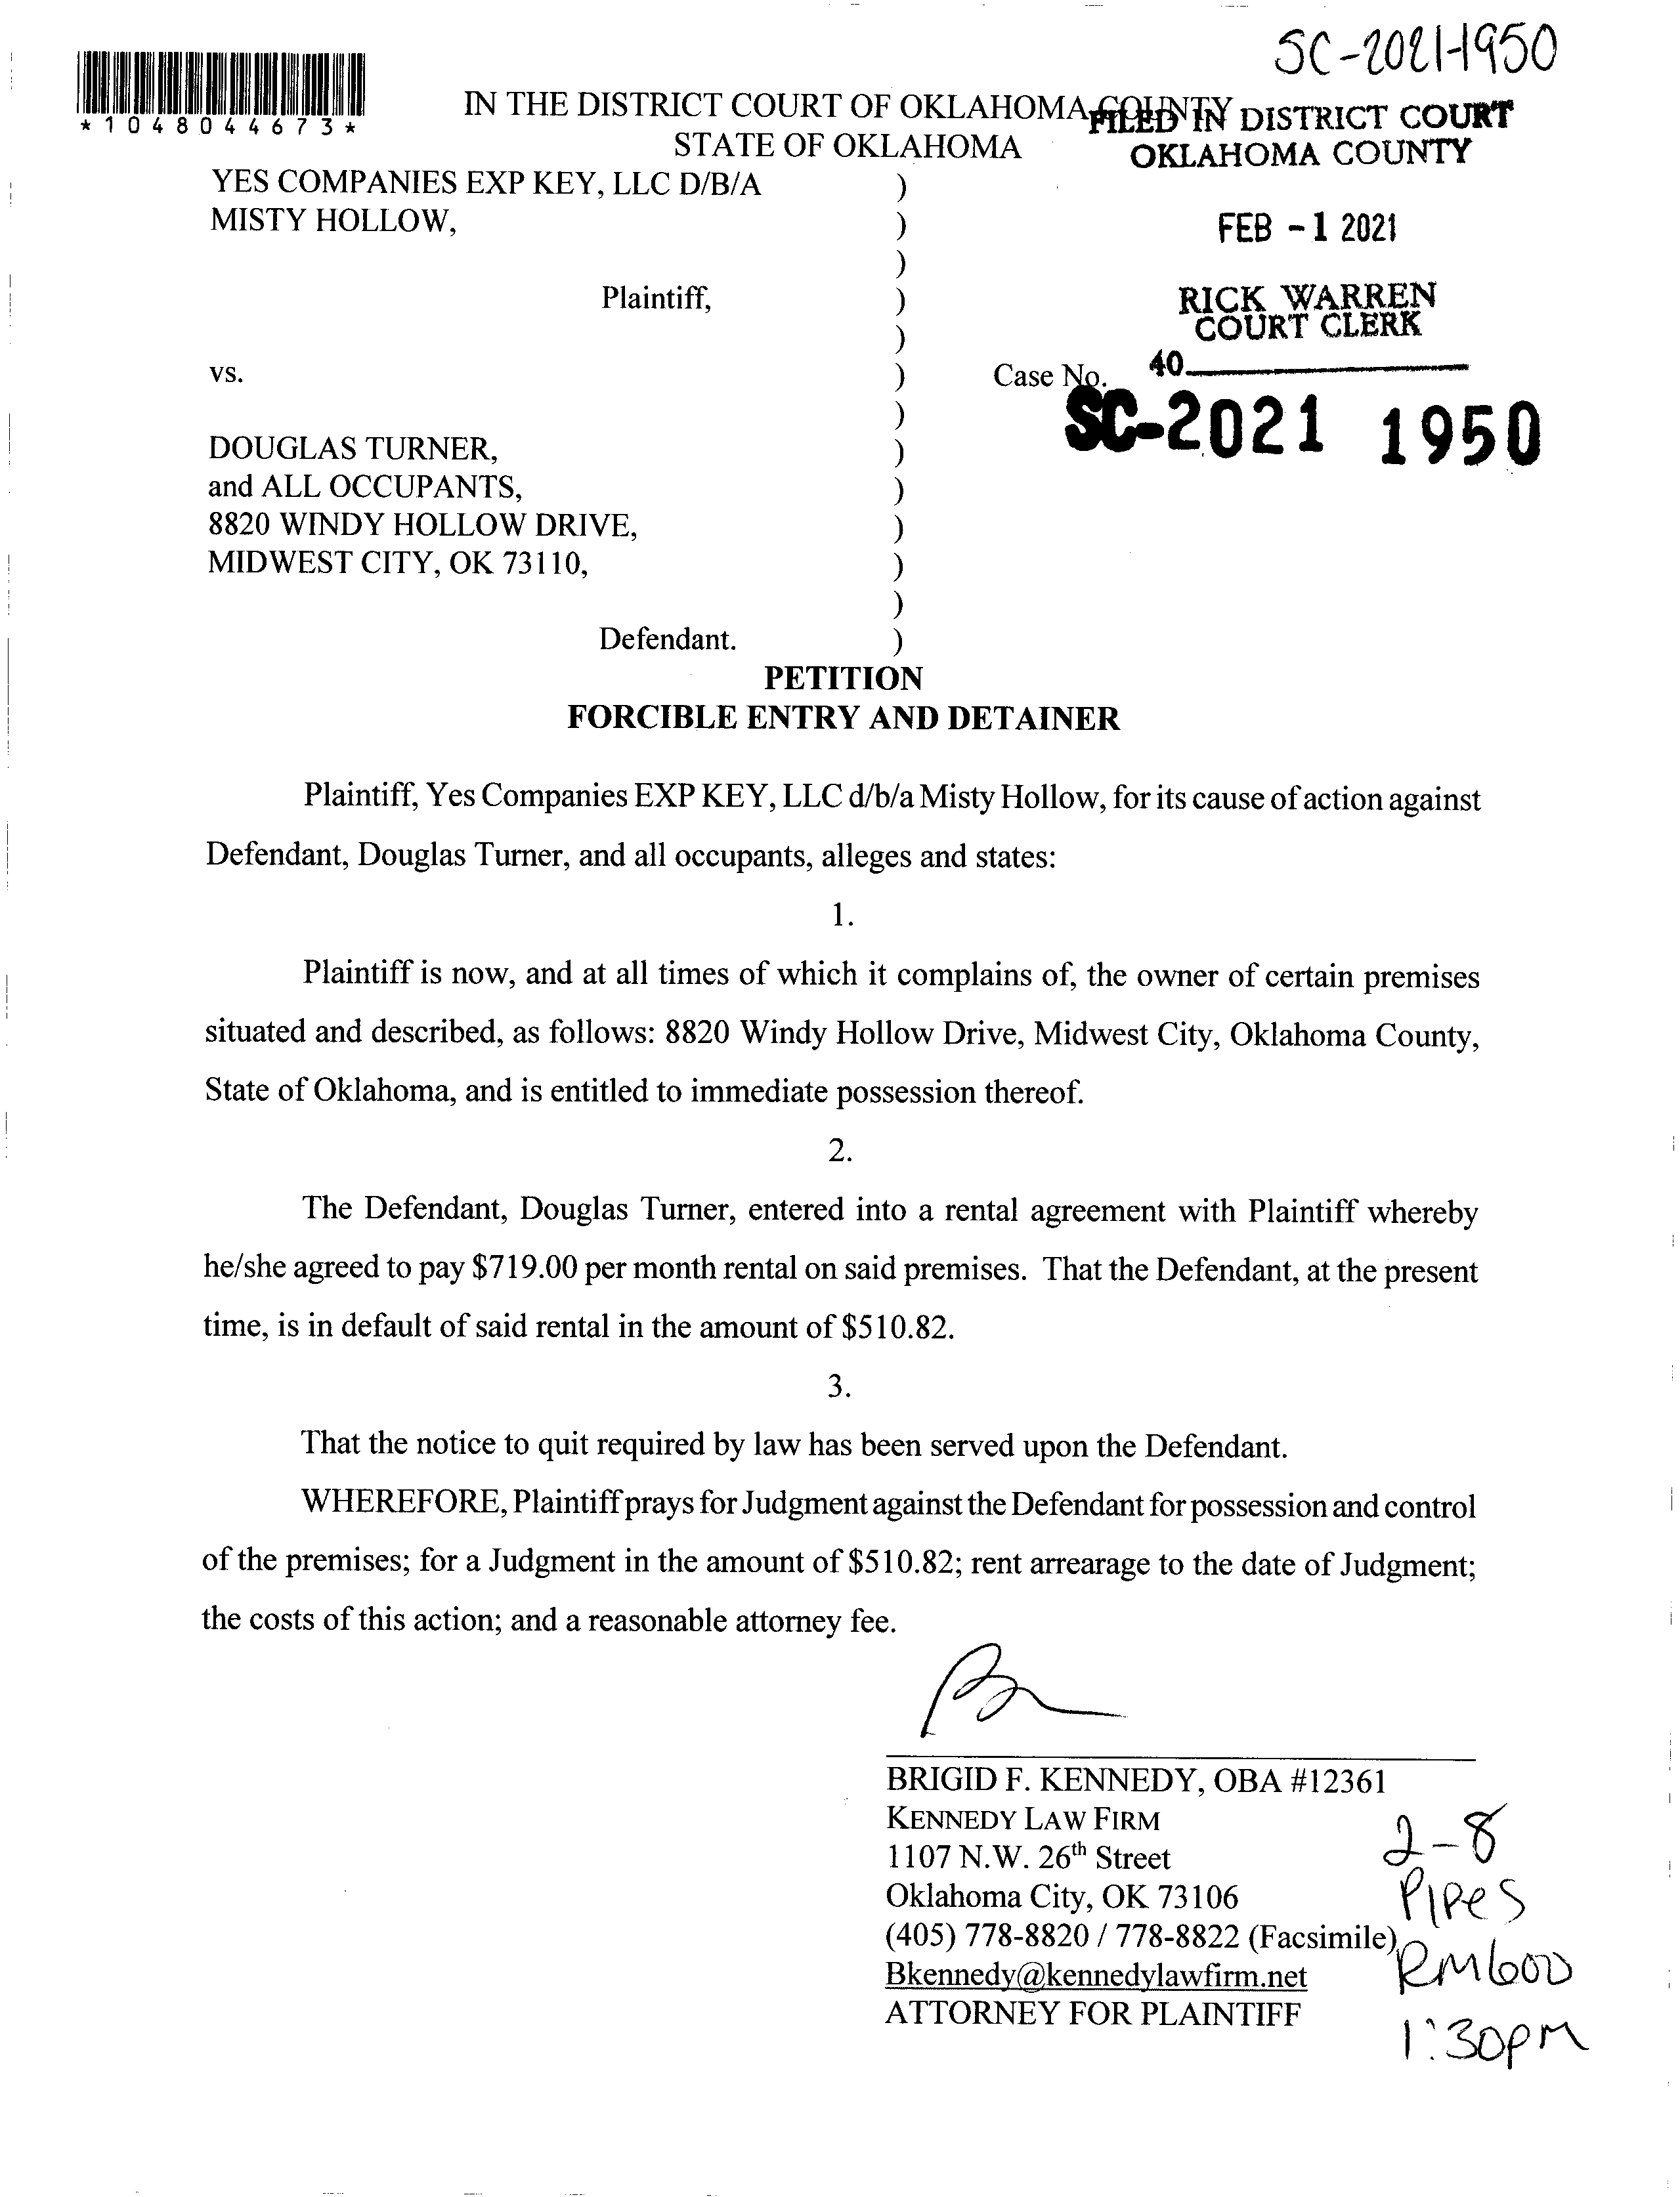 SC-2021-1950
*1048044673*
IN THE DISTRICT COURT OF OKLAHOMA COUNTY
STATE OF OKLAHOMA
FILED IN DISTRICT COURT
OKLAHOMA COUNTY
FEB - 1 2021
RICK WARREN
COURT CLERK
40
YES COMPANIES EXP KEY, LLC D/B/A )
MISTY HOLLOW, )
)
Plaintiff, )
)
vs. ) Case No.
SC-2021 1950
)
DOUGLAS TURNER, )
and ALL OCCUPANTS, )
8820 WINDY HOLLOW DRIVE, )
MIDWEST CITY, OK 73110, )
)
Defendant. )
PETITION
FORCIBLE ENTRY AND DETAINER
Plaintiff, Yes Companies EXP KEY, LLC d/b/a Misty Hollow, for its cause of action against
Defendant, Douglas Turner, and all occupants, alleges and states:
1.
Plaintiff is now, and at all times of which it complains of, the owner of certain premises
situated and described, as follows: 8820 Windy Hollow Drive, Midwest City, Oklahoma County,
State of Oklahoma, and is entitled to immediate possession thereof.
2.
The Defendant, Douglas Turner, entered into a rental agreement with Plaintiff whereby
he/she agreed to pay $719.00 per month rental on said premises. That the Defendant, at the present
time, is in default of said rental in the amount of $510.82.
3.
That the notice to quit required by law has been served upon the Defendant.
WHEREFORE, Plaintiff prays for Judgment against the Defendant for possession and control
of the premises; for a Judgment in the amount of $510.82; rent arrearage to the date of Judgment;
the costs of this action; and a reasonable attorney fee.
BRIGID F. KENNEDY, OBA #12361
KENNEDY LAW FIRM
1107 N.W. 26th Street
Oklahoma City, OK 73106
(405) 778-8820 / 778-8822 (Facsimile)
Bkennedy@kennedylawfirm.net
ATTORNEY FOR PLAINTIFF
2-8
PIPES
RM600
1:30pm